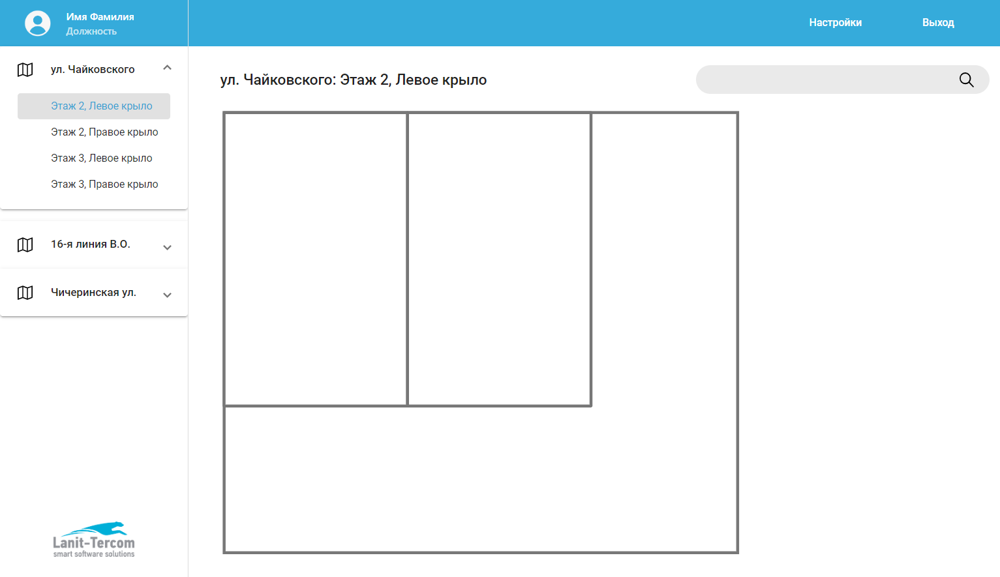 Имя Фамилия
Должность
Настройки
Выход
ул. Чайковского
Этаж 2, Левое крыло
Этаж 2, Правое крыло
Этаж 3, Левое крыло
Этаж 3, Правое крыло
16-я линия В.О.
Чичеринская ул.
ул. Чайковского: Этаж 2, Левое крыло
Lanit-Tercom
smart software solutions